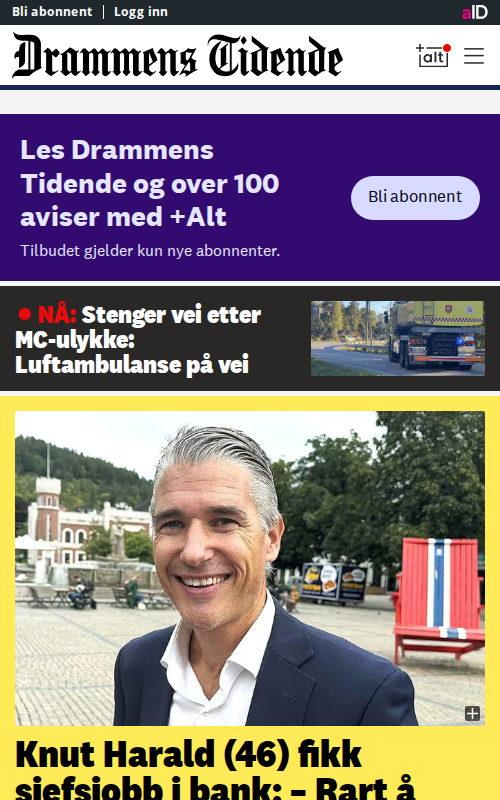 Bli abonnent
Logg inn
aID
Drammens Tidende
+alt
Les Drammens
Tidende og over 100
aviser med +Alt
Bli abonnent
Tilbudet gjelder kun nye abonnenter.
NÅ: Stenger vei etter
MC-ulykke:
Luftambulanse på vei
Knut Harald (46) fikk
sjefsjobb i bank: – Rart å